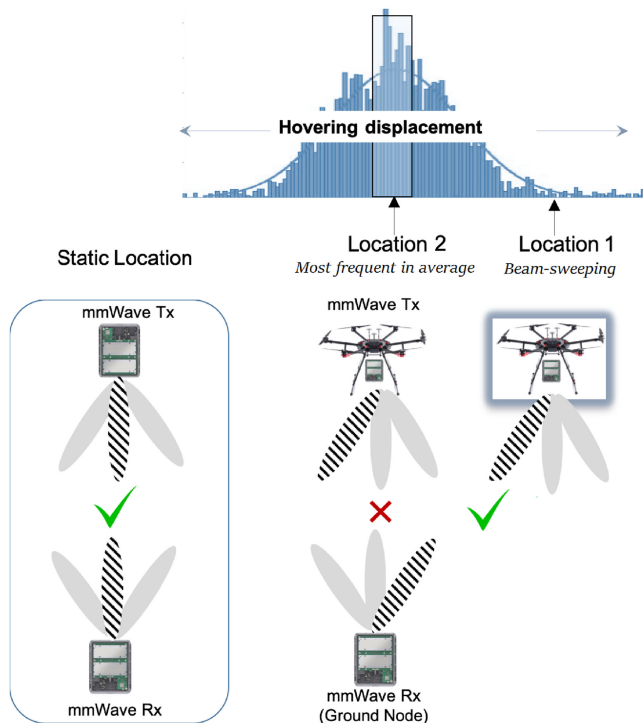 Hovering displacement
Static Location
Location 2
Most frequent in average
Location 1
Beam-sweeping
mmWave Tx
mmWave Tx
mmWave Rx
mmWave Rx
(Ground Node)